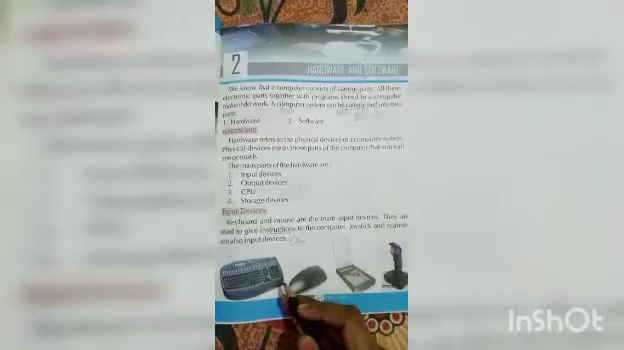 2
HARDWARE AND SOFTWARE
We know that a computer consists of various parts. All these
electronic parts together with programs stored in a computer
make it do work. A computer system can be categorised into two
parts:
1. Hardware 2. Software
HARDWARE
Hardware refers to the physical devices of a computer system.
Physical devices mean those parts of the computer that you can
see or touch.
The main parts of the hardware are :
1. Input devices
2. Output devices
3. CPU
4. Storage devices
Input Devices
Keyboard and mouse are the main input devices. They are
used to give instructions to the computer. Joystick and scanner
are also input devices.
InShOt